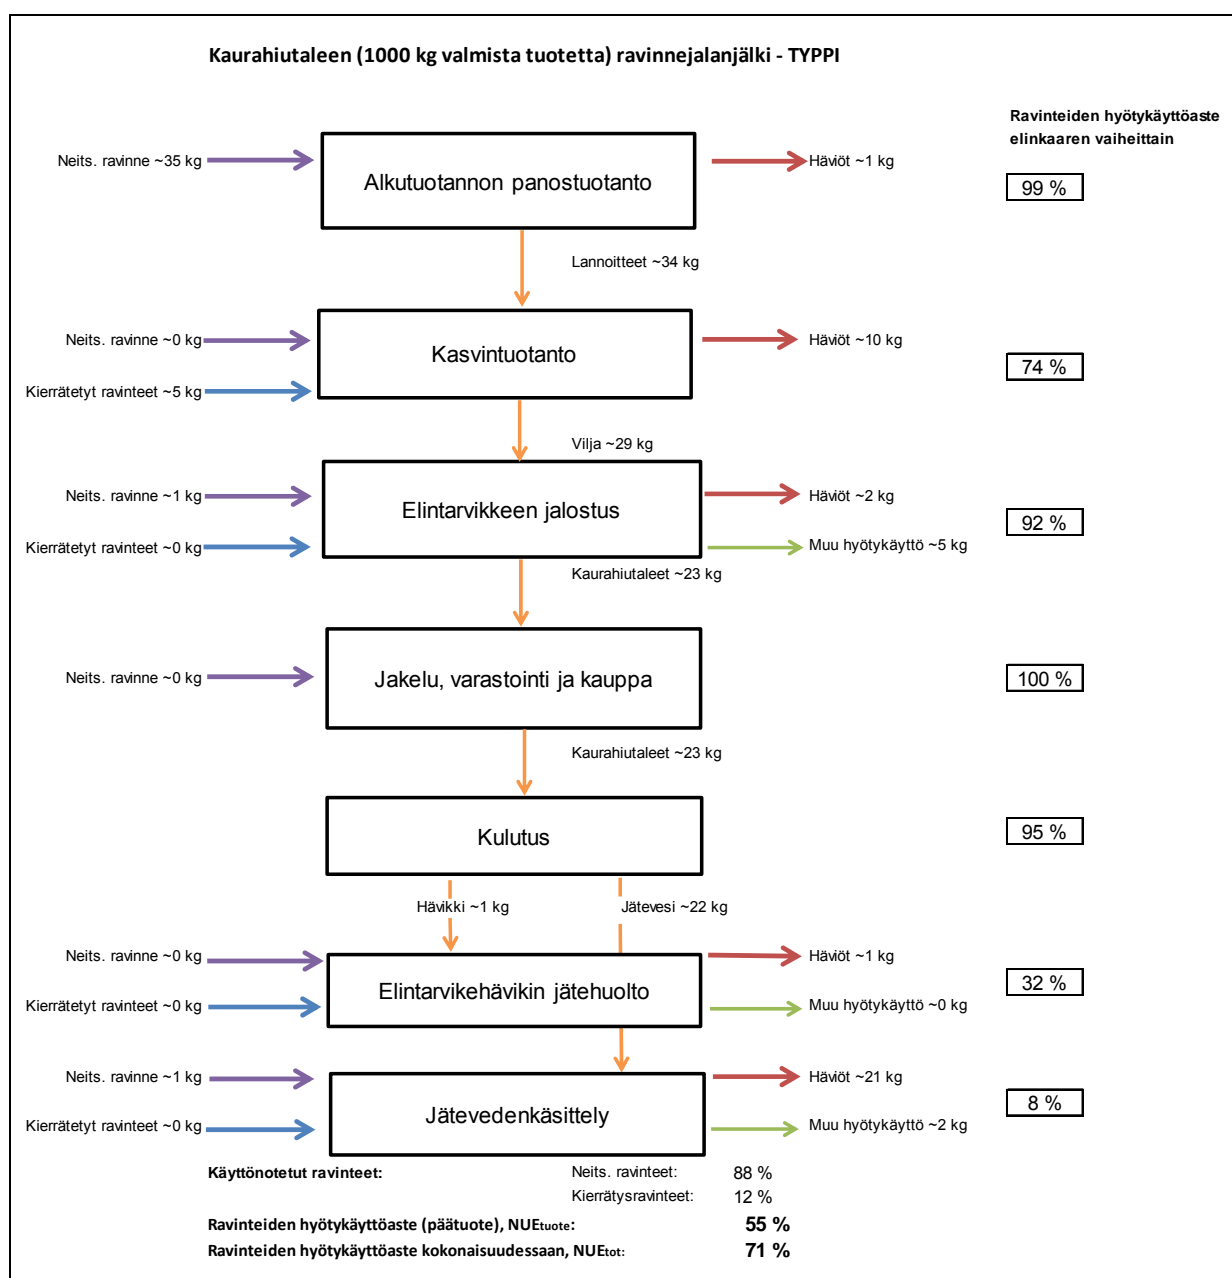 Kaurahiutaleen (1000 kg valmista tuotetta) ravinnejalanjälki - TYPPI
Ravinteiden hyötykäyttöaste
elinkaaren vaiheittain
Neits. ravinne ~35 kg
Alkutuotannon panostuotanto
Häviöt ~1 kg
99 %
Lannoitteet ~34 kg
Neits. ravinne ~0 kg
Kierrätetyt ravinteet ~5 kg
Kasvintuotanto
Häviöt ~10 kg
74 %
Vilja ~29 kg
Neits. ravinne ~1 kg
Kierrätetyt ravinteet ~0 kg
Elintarvikkeen jalostus
Häviöt ~2 kg
Muu hyötykäyttö ~5 kg
92 %
Kaurahiutaleet ~23 kg
Neits. ravinne ~0 kg
Jakelu, varastointi ja kauppa
100 %
Kaurahiutaleet ~23 kg
Kulutus
95 %
Hävikki ~1 kg
Jätevesi ~22 kg
Neits. ravinne ~0 kg
Kierrätetyt ravinteet ~0 kg
Elintarvikehävikin jätehuolto
Häviöt ~1 kg
Muu hyötykäyttö ~0 kg
32 %
Neits. ravinne ~1 kg
Kierrätetyt ravinteet ~0 kg
Jätevedenkäsittely
Häviöt ~21 kg
Muu hyötykäyttö ~2 kg
8 %
Käyttönotetut ravinteet: Neits. ravinteet: 88 %
Kierrätysravinteet: 12 %
Ravinteiden hyötykäyttöaste (päätuote), NUEtuote: 55 %
Ravinteiden hyötykäyttöaste kokonaisuudessaan, NUEtot: 71 %